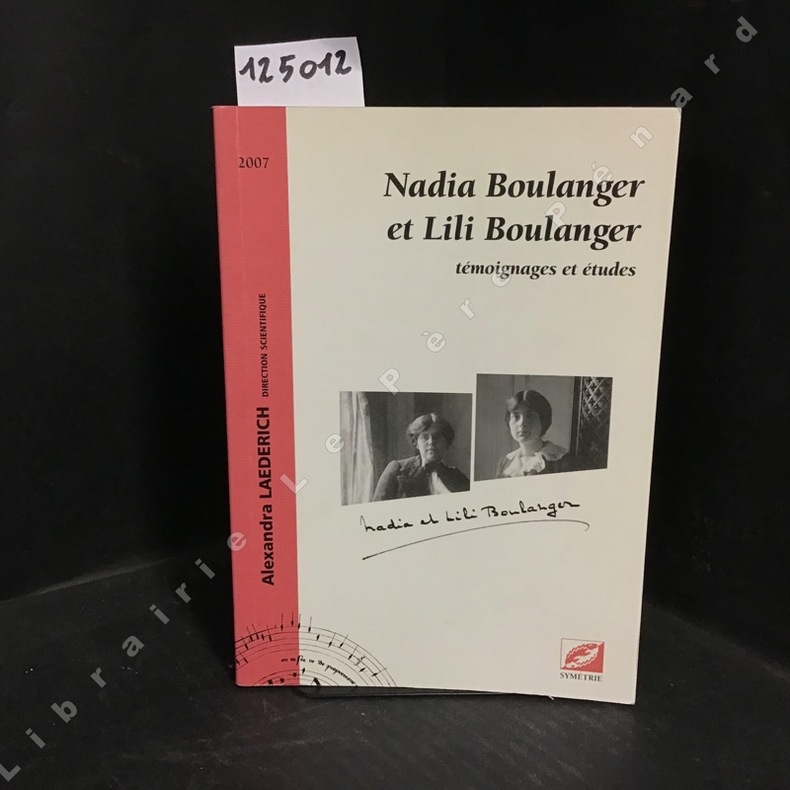 125012
2007
Nadia Boulanger
et Lili Boulanger
témoignages et études
Alexandra LAEDERICH DIRECTION SCIENTIFIQUE
Nadia et Lili Boulanger
SYMÉTRIE
Librairie Le Père Pénard